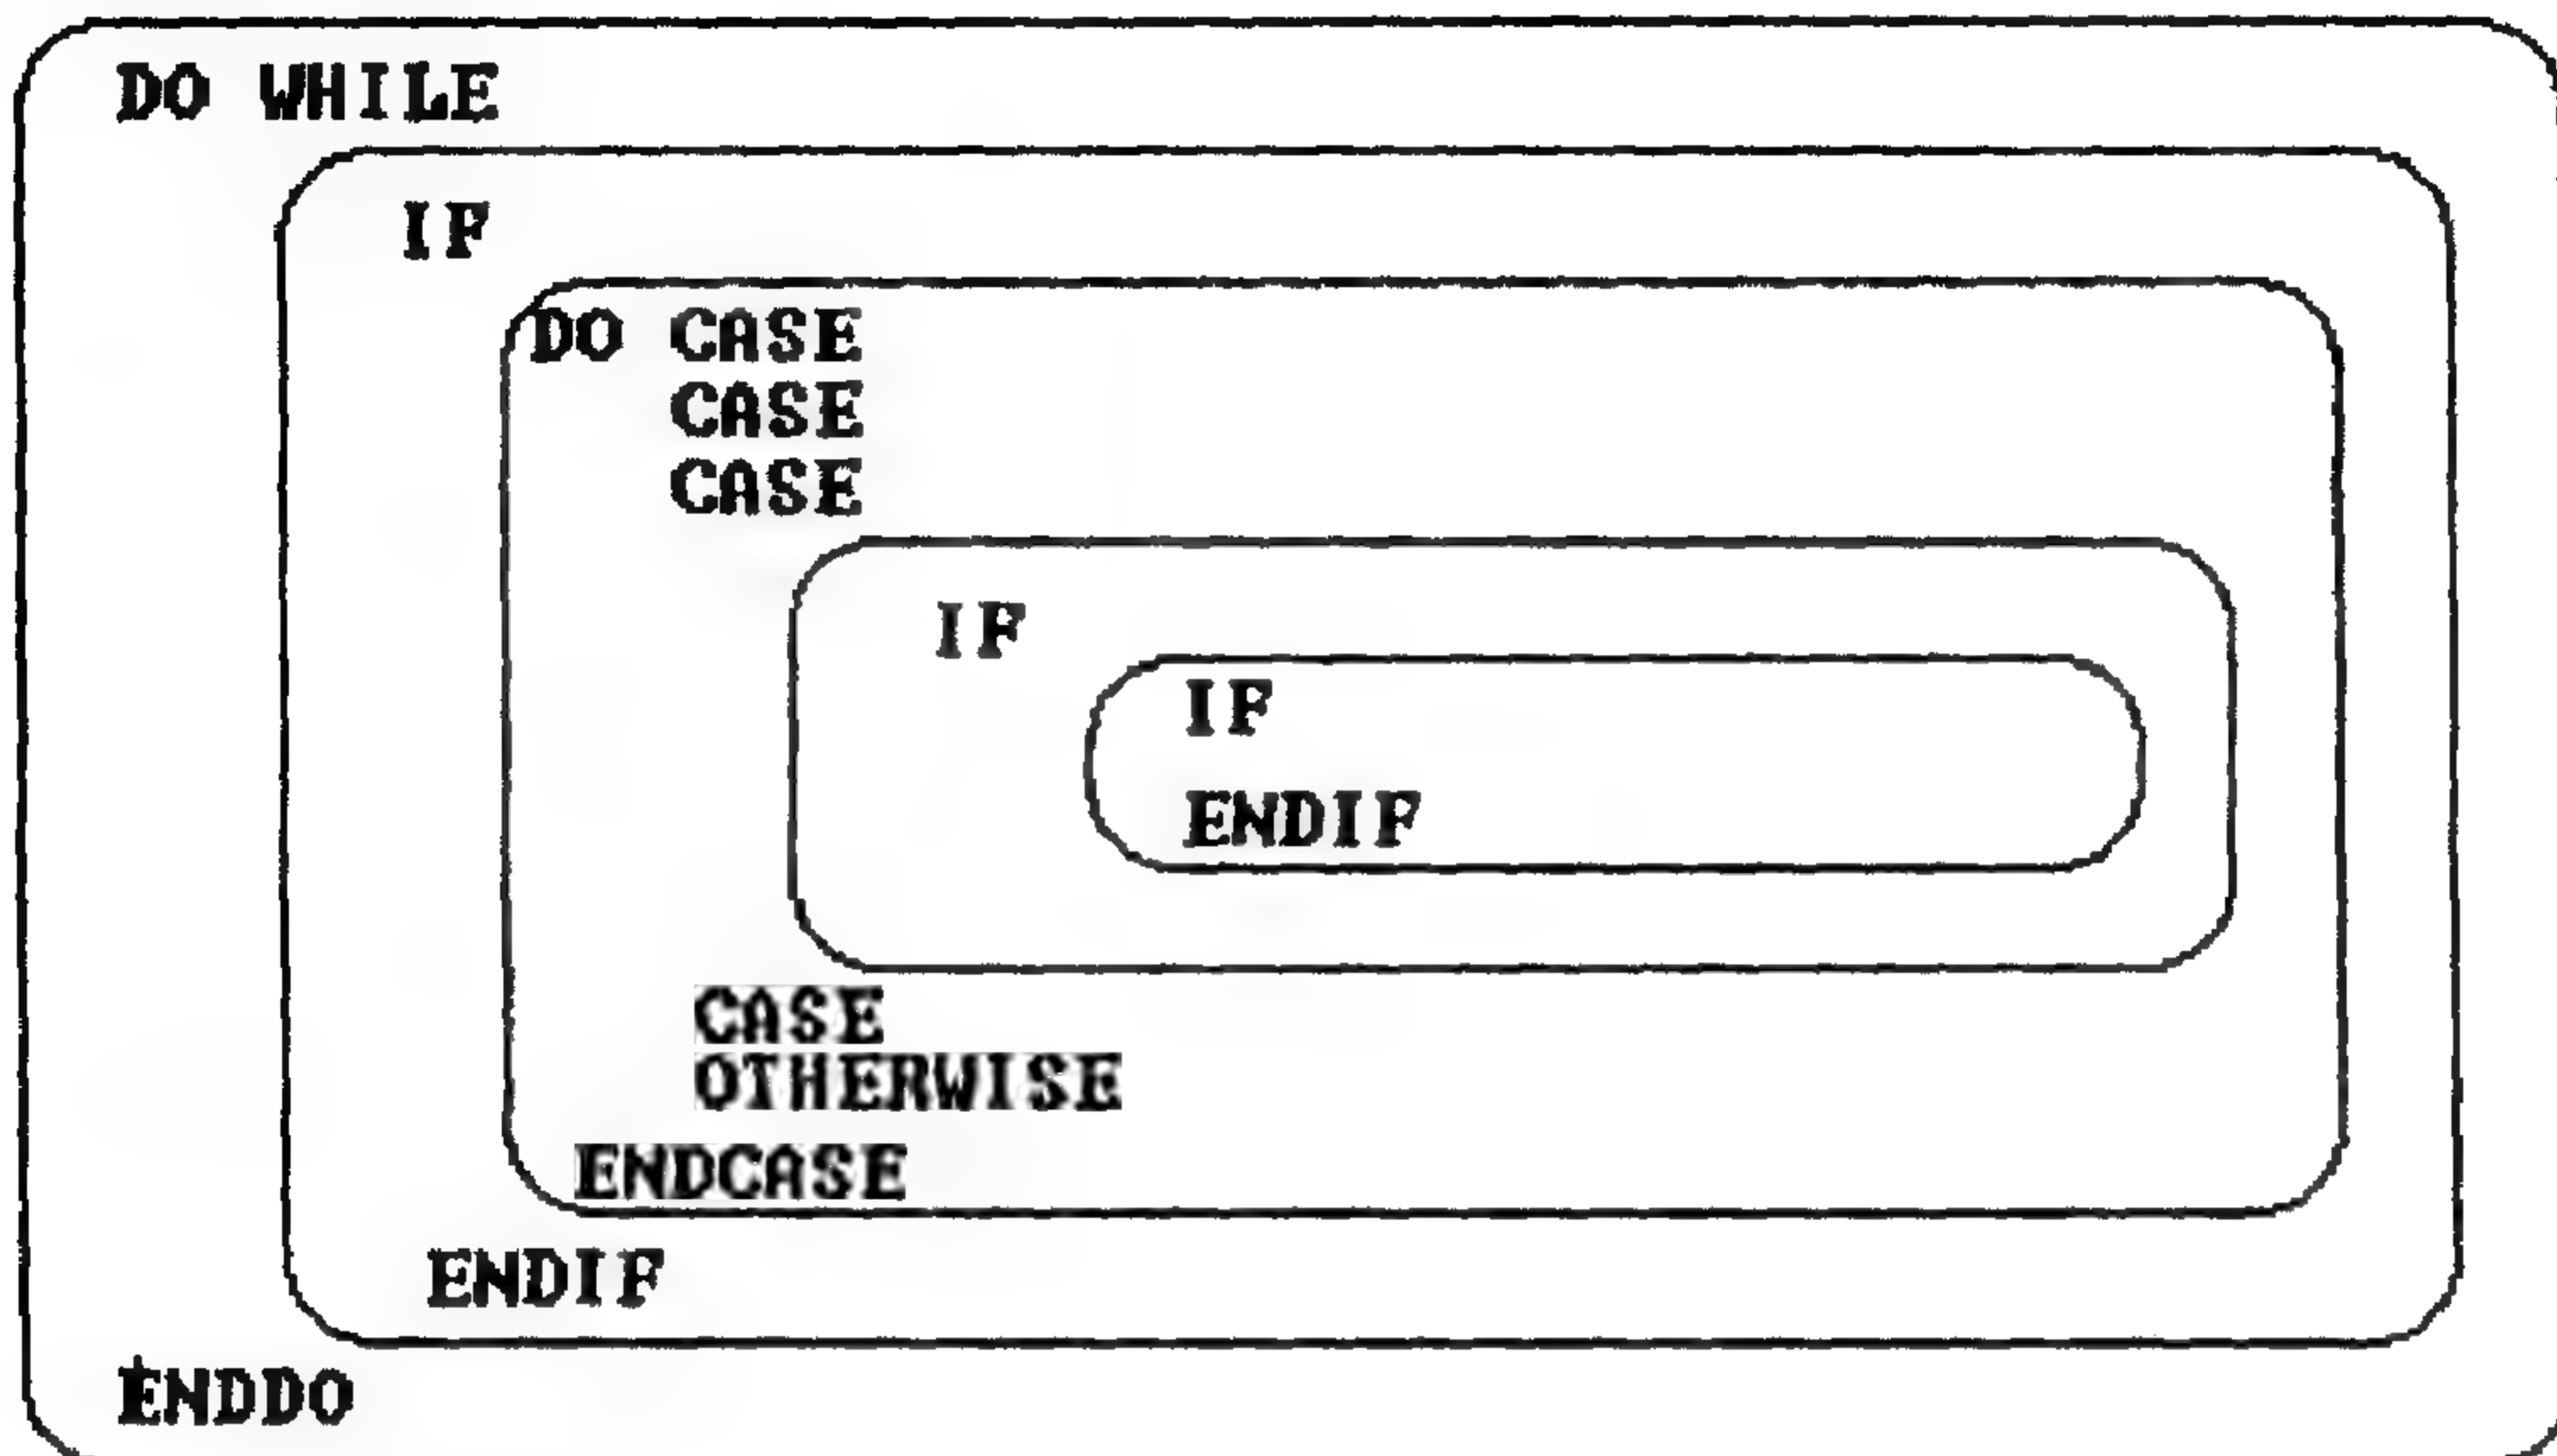 DO WHILE
IF
DO CASE
CASE
CASE
IF
IF
ENDIF
CASE
OTHERWISE
ENDCASE
ENDIF
ENDDO